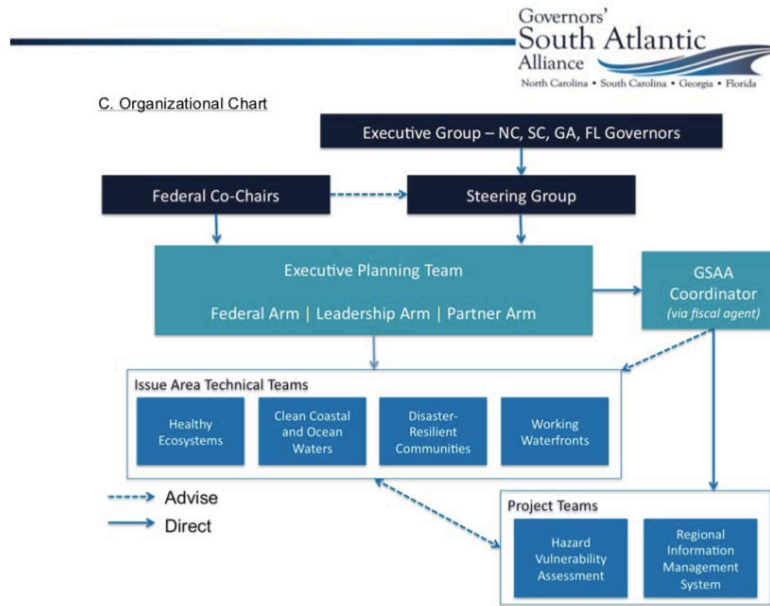 Governors'
South Atlantic
Alliance
North Carolina • South Carolina • Georgia • Florida
C. Organizational Chart
Executive Group – NC, SC, GA, FL Governors
Federal Co-Chairs
Steering Group
Executive Planning Team
Federal Arm | Leadership Arm | Partner Arm
GSAA
Coordinator
(via fiscal agent)
Issue Area Technical Teams
Healthy
Ecosystems
Clean Coastal
and Ocean
Waters
Disaster-
Resilient
Communities
Working
Waterfronts
Advise
Direct
Project Teams
Hazard
Vulnerability
Assessment
Regional
Information
Management
System